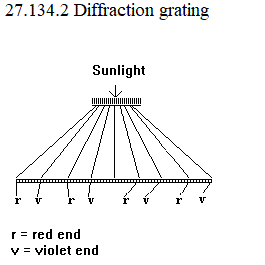 27.134.2 Diffraction grating
Sunlight
r v r v r v r v
r = red end
v = violet end